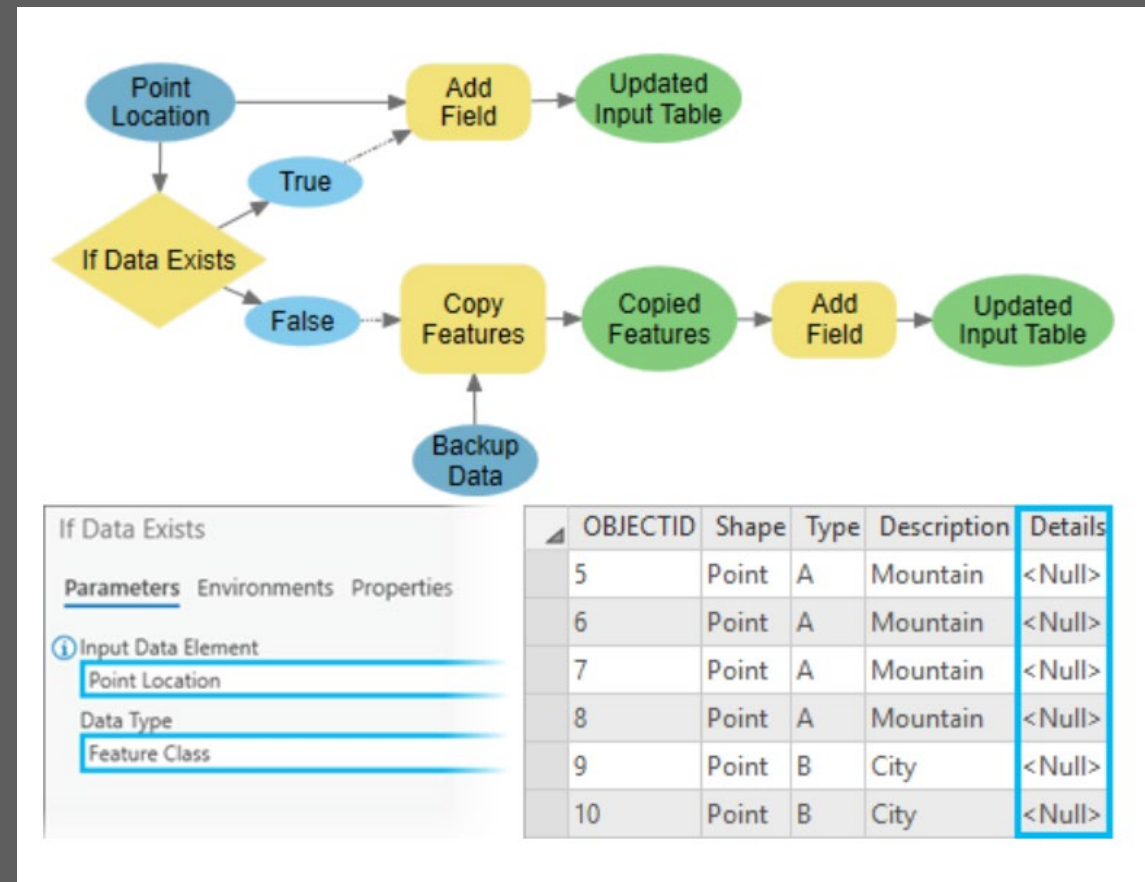 Point
Location
Add
Field
Updated
Input Table
True
If Data Exists
False
Copy
Features
Copied
Features
Add
Field
Updated
Input Table
Backup
Data
If Data Exists
Parameters Environments Properties
Input Data Element
Point Location
Data Type
Feature Class
OBJECTID Shape Type Description Details
5 Point A Mountain <Null>
6 Point A Mountain <Null>
7 Point A Mountain <Null>
8 Point A Mountain <Null>
9 Point B City <Null>
10 Point B City <Null>